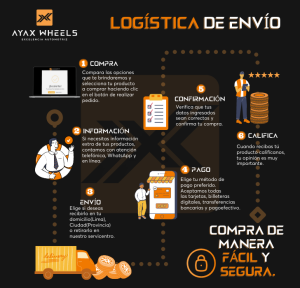 AYAX WHEELS
EXCELENCIA AUTOMOTRIZ
LOGÍSTICA DE ENVÍO
1 COMPRA
Compara las opciones
que te brindaremos y
selecciona tu producto
a comprar haciendo clic
en el botón de realizar
pedido.
2 INFORMACIÓN
Si necesitas información
extra de tus productos,
contamos con atención
telefónica, WhatsApp y
en línea.
3
ENVÍO
Elige si deseas
recibirlo en tu
domicilio(Lima),
Ciudad(Provincia)
o retirarlo en
nuestro servicentro.
4 PAGO
Elige tu método de
pago preferido.
Aceptamos todas
las tarjetas, billeteras
digitales, transferencias
bancarias y pagoefectivo
5
CONFIRMACIÓN
Verifica que tus
datos ingresados
sean correctos y
confirma tu compra.
6 CALIFICA
Cuando recibas tú
producto califícanos,
tu opinión es muy
importante.
COMPRA DE
MANERA
FÁCIL Y
SEGURA.